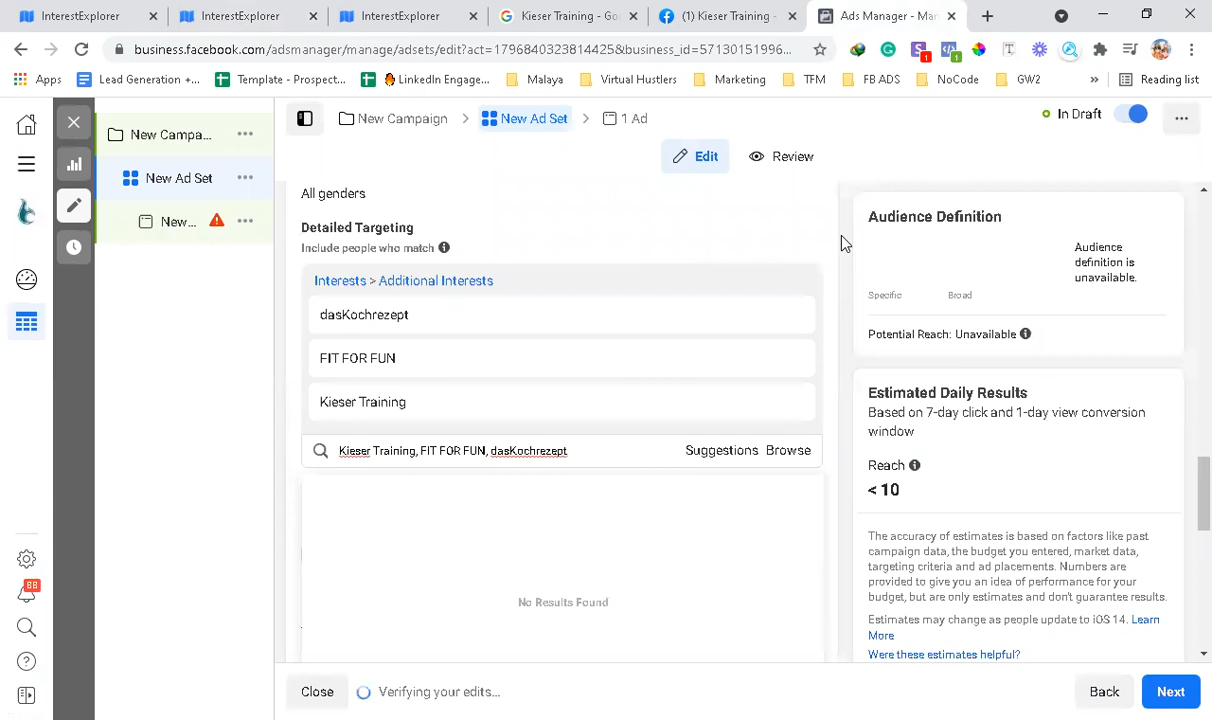 InterestExplorer
InterestExplorer
InterestExplorer
Kieser Training - Go
(1) Kieser Training -
Ads Manager - Ma
business.facebook.com/adsmanager/manage/adsets/edit?act=1796840323814425&business_id=57130151996...
1
1
Apps
Lead Generation +...
Template - Prospect...
LinkedIn Engage...
Malaya
Virtual Hustlers
Marketing
TFM
FB ADS
NoCode
GW2
»
Reading list
New Campa...
New Ad Set
New...
88
New Campaign
New Ad Set
1 Ad
In Draft
Edit
Review
All genders
Detailed Targeting
Include people who match
Interests > Additional Interests
dasKochrezept
FIT FOR FUN
Kieser Training
Kieser Training, FIT FOR FUN, dasKochrezept
Suggestions
Browse
No Results Found
Audience Definition
Audience
definition is
unavailable.
Specific
Broad
Potential Reach: Unavailable
Estimated Daily Results
Based on 7-day click and 1-day view conversion
window
Reach
< 10
The accuracy of estimates is based on factors like past
campaign data, the budget you entered, market data,
targeting criteria and ad placements. Numbers are
provided to give you an idea of performance for your
budget, but are only estimates and don't guarantee results.
Estimates may change as people update to iOS 14. Learn
More
Were these estimates helpful?
Close
Verifying your edits...
Back
Next